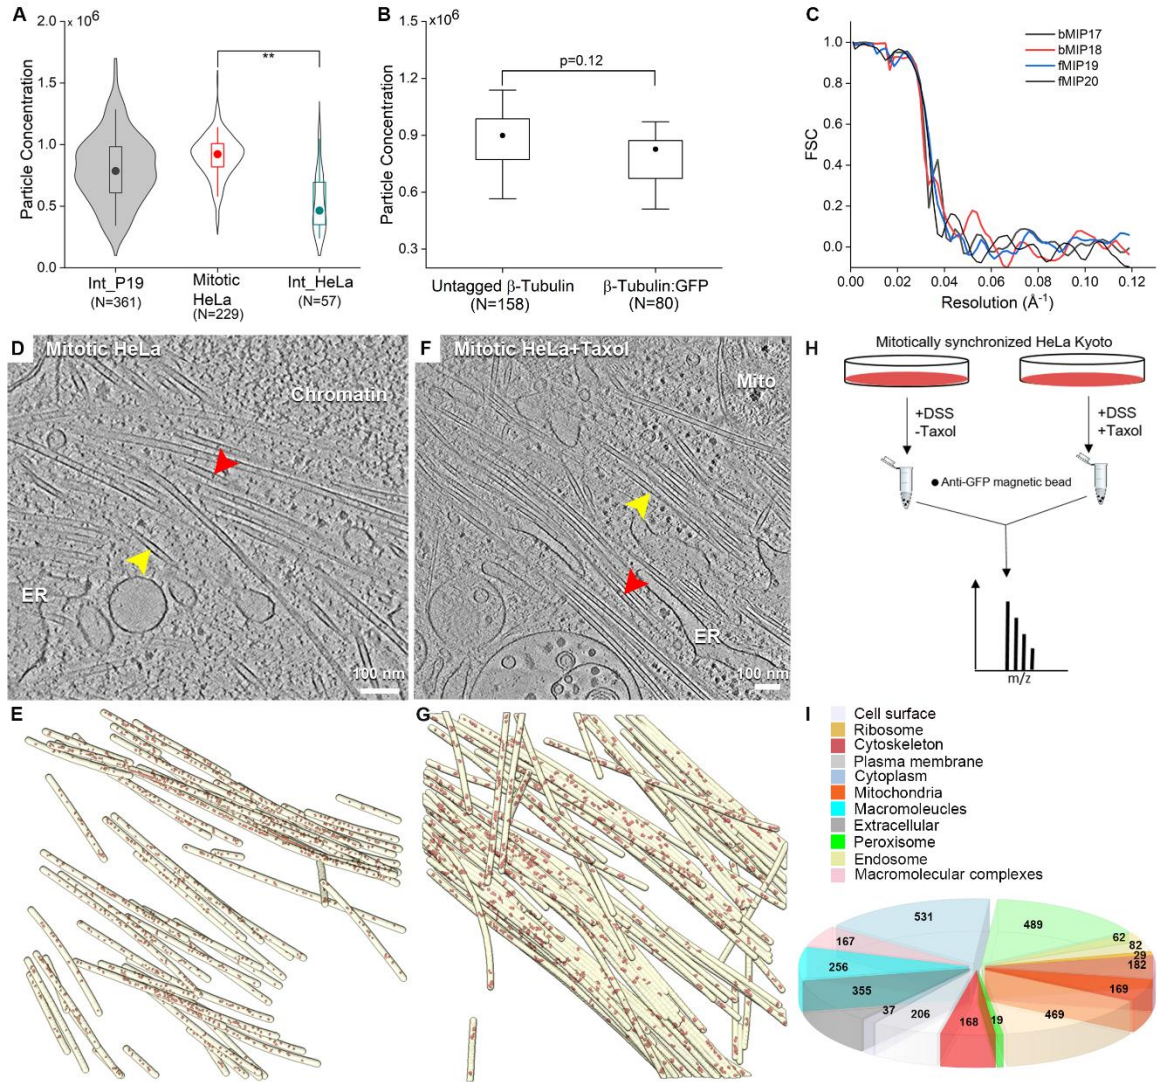 A
2.0
x 10⁶
**
1.5
1.0
0.5
0.0
Particle Concentration
Int_P19
(N=361)
Mitotic
HeLa
(N=229)
Int_HeLa
(N=57)
B
x 10⁶
1.5
p=0.12
1.2
0.9
0.6
0.3
Particle Concentration
Untagged β-Tubulin
(N=158)
β-Tubulin:GFP
(N=80)
C
1.0
0.8
0.6
0.4
0.2
0.0
FSC
bMIP17
bMIP18
fMIP19
fMIP20
0.00 0.02 0.04 0.06 0.08 0.10 0.12
Resolution (Å⁻¹)
D Mitotic HeLa
Chromatin
ER
100 nm
F Mitotic HeLa+Taxol
Mito
ER
100 nm
H
Mitotically synchronized HeLa Kyoto
+DSS
-Taxol
+DSS
+Taxol
Anti-GFP magnetic bead
m/z
E
G
I
Cell surface
Ribosome
Cytoskeleton
Plasma membrane
Cytoplasm
Mitochondria
Macromoleucles
Extracellular
Peroxisome
Endosome
Macromolecular complexes
531
489
62
82
29
182
169
469
19
168
206
37
355
256
167